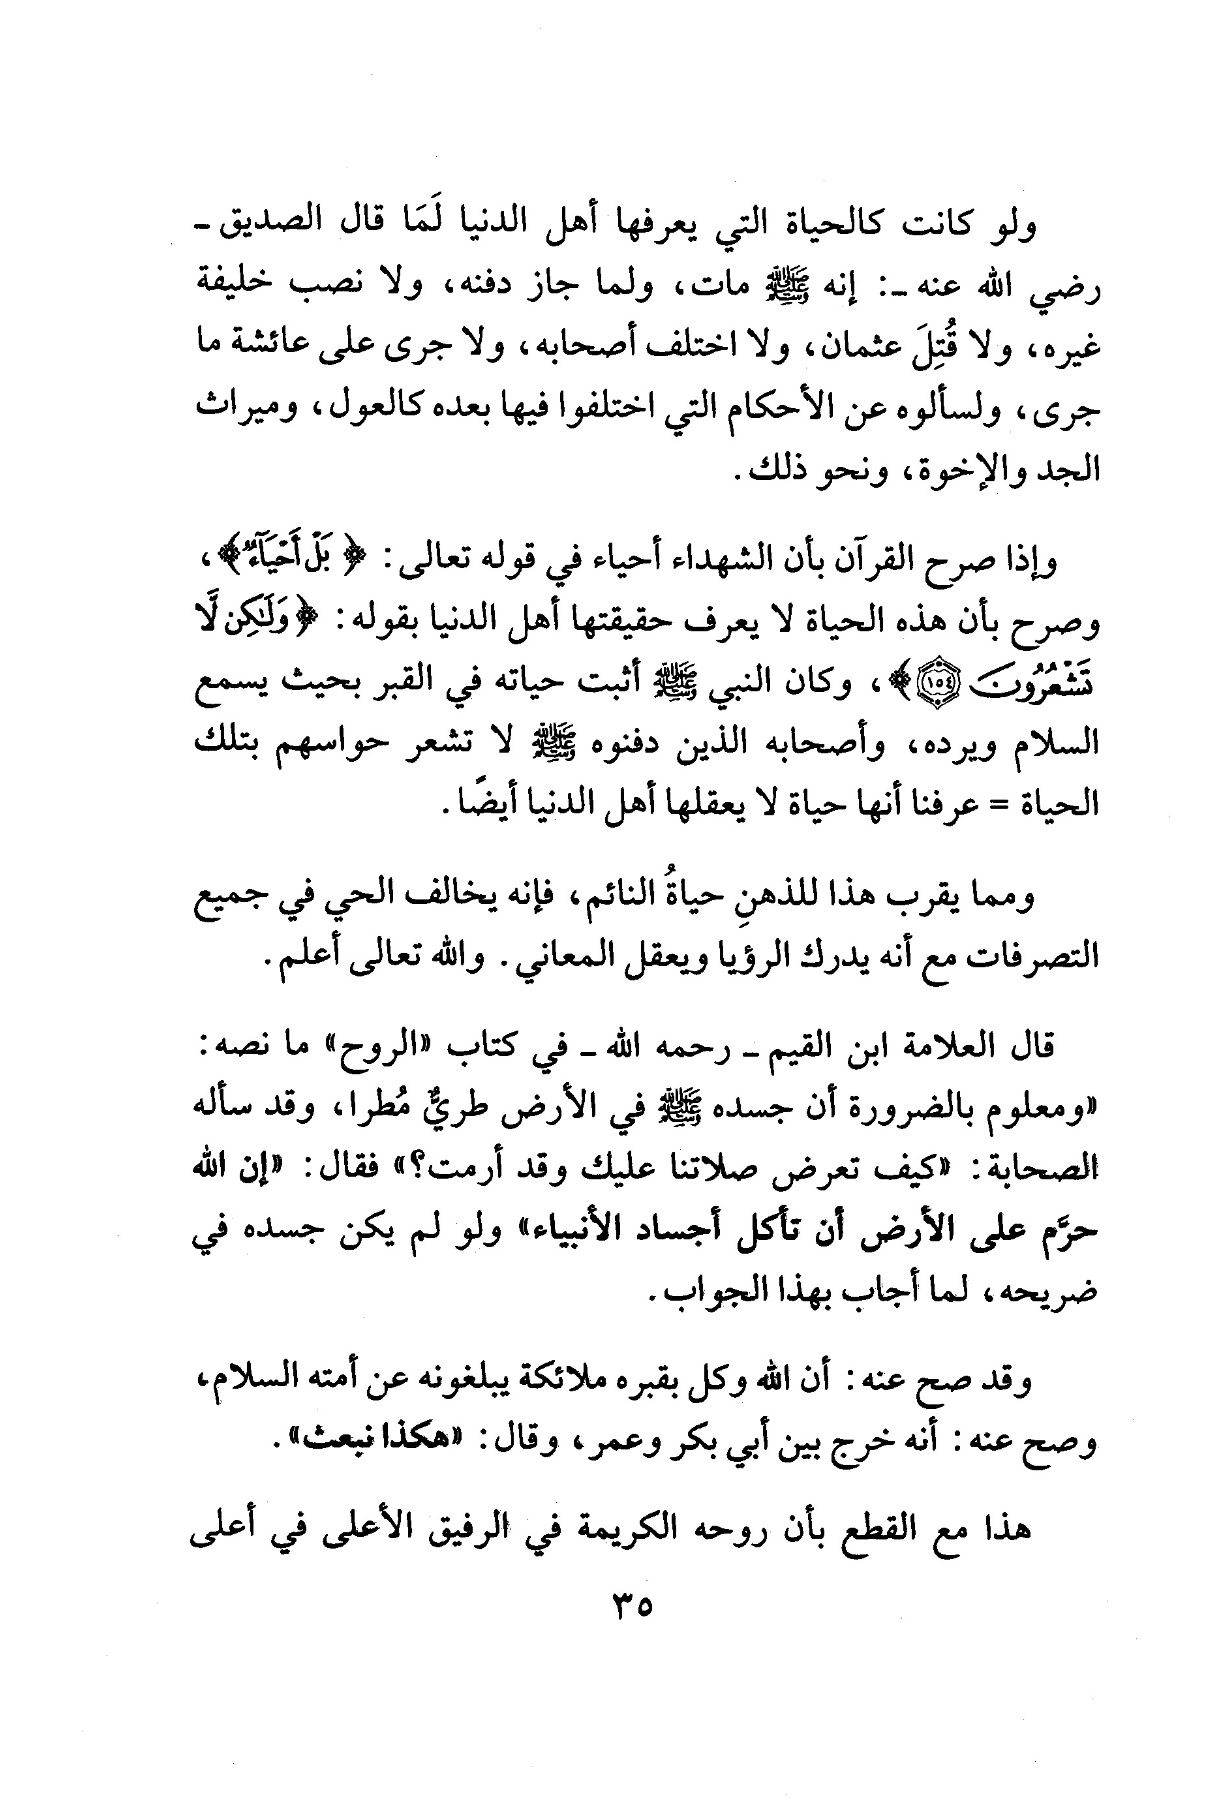 ولو كانت كالحياة التي يعرفها أهل الدنيا لَمَا قال الصديق ـ
رضي الله عنه ـ: إنه ﷺ مات، ولما جاز دفنه، ولا نصب خليفة
غيره، ولا قُتِلَ عثمان، ولا اختلف أصحابه، ولا جرى على عائشة ما
جرى، ولسألوه عن الأحكام التي اختلفوا فيها بعده كالعول، وميراث
الجد والإخوة، ونحو ذلك.
وإذا صرح القرآن بأن الشهداء أحياء في قوله تعالى: ﴿بَلْ أَحْيَآءٌ﴾،
وصرح بأن هذه الحياة لا يعرف حقيقتها أهل الدنيا بقوله: ﴿وَلَٰكِن لَّا
تَشْعُرُونَ ١٥٤﴾، وكان النبي ﷺ أثبت حياته في القبر بحيث يسمع
السلام ويرده، وأصحابه الذين دفنوه ﷺ لا تشعر حواسهم بتلك
الحياة = عرفنا أنها حياة لا يعقلها أهل الدنيا أيضًا.
ومما يقرب هذا للذهنِ حياةُ النائم، فإنه يخالف الحي في جميع
التصرفات مع أنه يدرك الرؤيا ويعقل المعاني. والله تعالى أعلم.
قال العلامة ابن القيم ـ رحمه الله ـ في كتاب «الروح» ما نصه:
«ومعلوم بالضرورة أن جسده ﷺ في الأرض طريٌّ مُطرا، وقد سأله
الصحابة: «كيف تعرض صلاتنا عليك وقد أرمت؟» فقال: «إن الله
حرَّم على الأرض أن تأكل أجساد الأنبياء» ولو لم يكن جسده في
ضريحه، لما أجاب بهذا الجواب.
وقد صح عنه: أن الله وكل بقبره ملائكة يبلغونه عن أمته السلام،
وصح عنه: أنه خرج بين أبي بكر وعمر، وقال: «هكذا نبعث».
هذا مع القطع بأن روحه الكريمة في الرفيق الأعلى في أعلى
٣٥